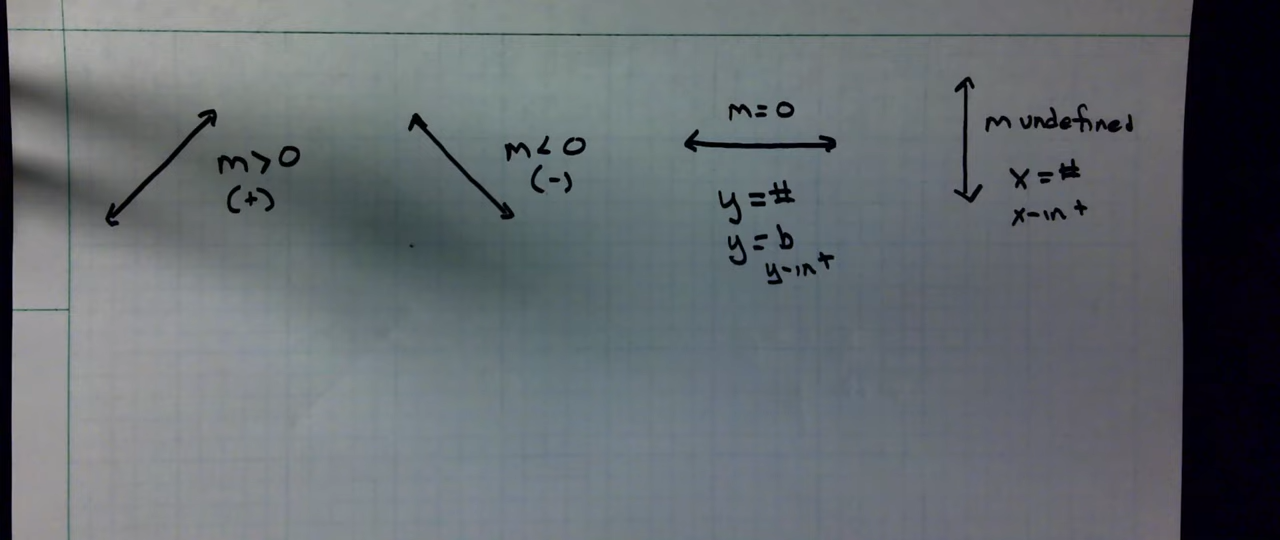 m > 0
(+)
m < 0
(-)
m = 0
y = #
y = b
y-int
m undefined
x = #
x-int